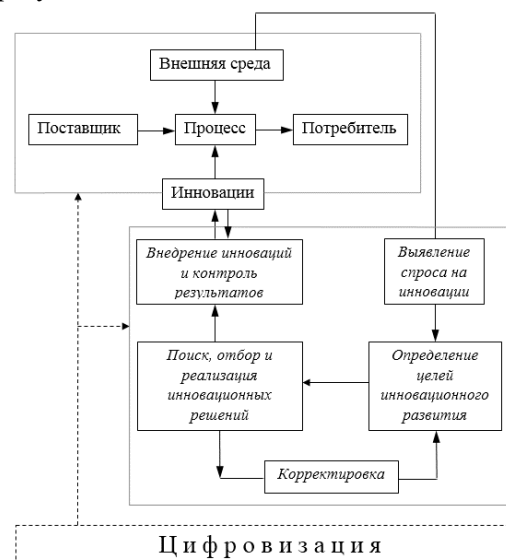 Внешняя среда
Поставщик
Процесс
Потребитель
Инновации
Внедрение инноваций
и контроль
результатов
Выявление
спроса на
инновации
Поиск, отбор и
реализация
инновационных
решений
Определение
целей
инновационного
развития
Корректировка
Цифровизация